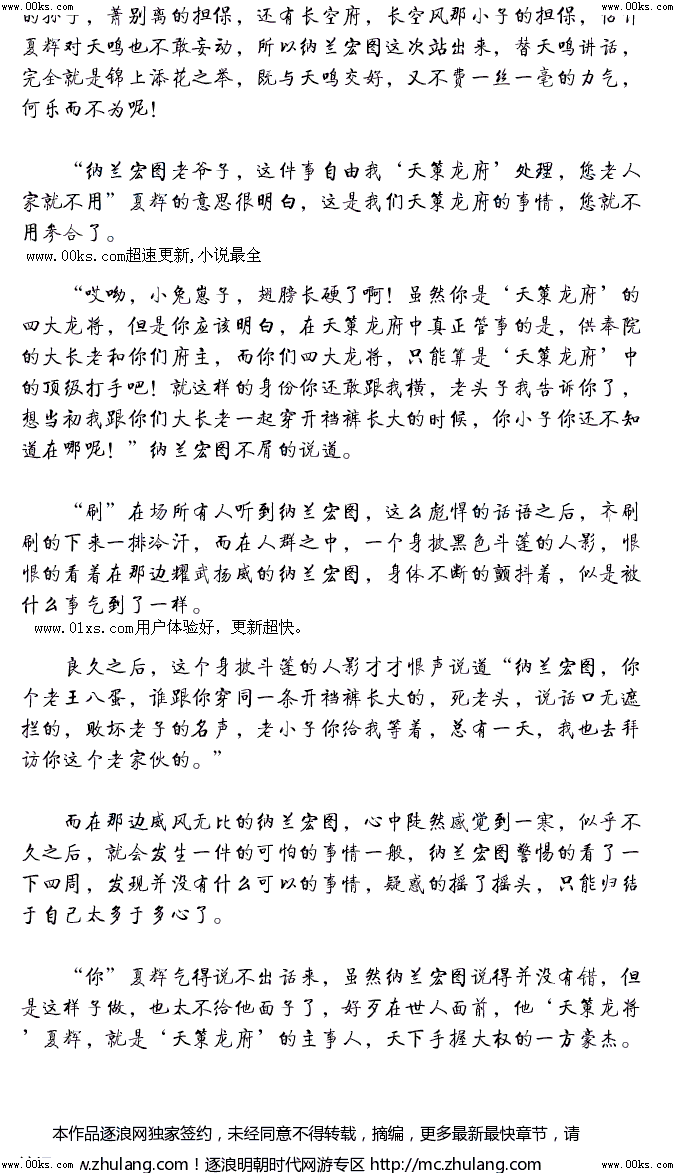 www.00ks.com www.00ks.com
的孙子，萧别离的担保，还有长空府，长空风那小子的担保，估计
夏辉对天鸣也不敢妄动，所以纳兰宏图这次站出来，替天鸣讲话，
完全就是锦上添花之举，既与天鸣交好，又不费一丝一毫的力气，
何乐而不为呢！
“纳兰宏图老爷子，这件事自由我‘天策龙府’处理，您老人
家就不用”夏辉的意思很明白，这是我们天策龙府的事情，您就不
用参合了。
www.00ks.com超速更新,小说最全
“哎呦，小兔崽子，翅膀长硬了啊！虽然你是‘天策龙府’的
四大龙将，但是你应该明白，在天策龙府中真正管事的是，供奉院
的大长老和你们府主，而你们四大龙将，只能算是‘天策龙府’中
的顶级打手吧！就这样的身份你还敢跟我横，老头子我告诉你了，
想当初我跟你们大长老一起穿开裆裤长大的时候，你小子你还不知
道在哪呢！”纳兰宏图不屑的说道。
“刷”在场所有人听到纳兰宏图，这么彪悍的话语之后，齐刷
刷的下来一排冷汗，而在人群之中，一个身披黑色斗篷的人影，恨
恨的看着在那边耀武扬威的纳兰宏图，身体不断的颤抖着，似是被
什么事气到了一样。
www.01xs.com用户体验好，更新超快。
良久之后，这个身披斗篷的人影才才恨声说道“纳兰宏图，你
个老王八蛋，谁跟你穿同一条开裆裤长大的，死老头，说话口无遮
拦的，败坏老子的名声，老小子你给我等着，总有一天，我也去拜
访你这个老家伙的。”
而在那边威风无比的纳兰宏图，心中陡然感觉到一寒，似乎不
久之后，就会发生一件的可怕的事情一般，纳兰宏图警惕的看了一
下四周，发现并没有什么可以的事情，疑惑的摇了摇头，只能归结
于自己太多于多心了。
“你”夏辉气得说不出话来，虽然纳兰宏图说得并没有错，但
是这样子做，也太不给他面子了，好歹在世人面前，他‘天策龙将
’夏辉，就是‘天策龙府’的主事人，天下手握大权的一方豪杰。
本作品逐浪网独家签约，未经同意不得转载，摘编，更多最新最快章节，请
www.zhulang.com！逐浪明朝时代网游专区 http://mc.zhulang.com
www.00ks.com www.00ks.com